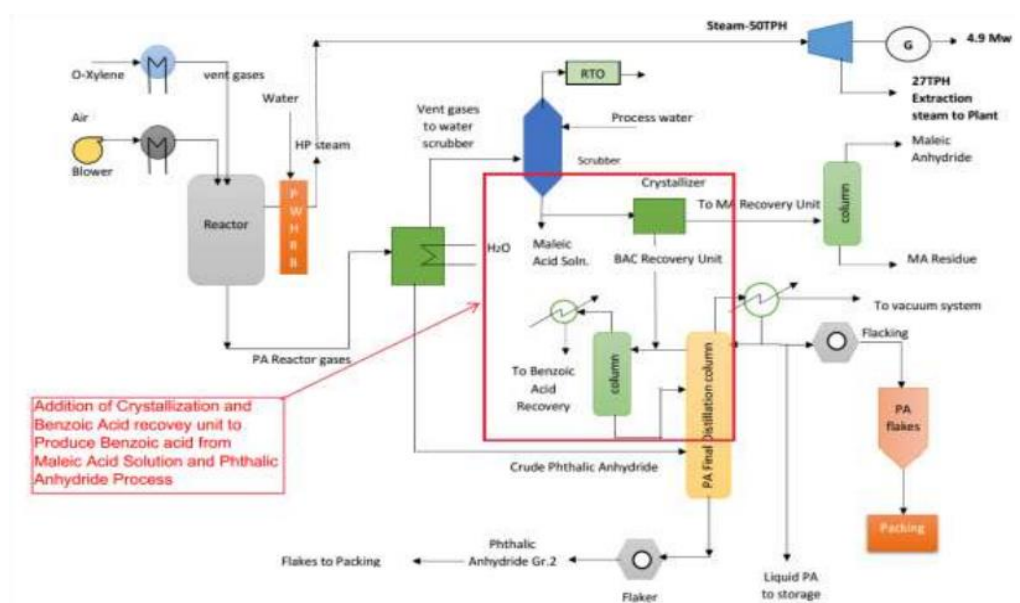 Steam-50TPH
G
4.9 Mw
O-Xylene
vent gases
RTO
27TPH
Extraction
steam to Plant
Water
Vent gases
to water
scrubber
Process water
Air
HP steam
Blower
Scrubber
Maleic
Anhydride
Crystallizer
P
W
H
R
B
Reactor
To MA Recovery Unit
column
H2O
Maleic
Acid Soln.
BAC Recovery Unit
MA Residue
To vacuum system
Flacking
PA Reactor gases
To Benzoic
Acid
Recovery
column
PA Final Distillation column
PA
flakes
Addition of Crystallization and
Benzoic Acid recovey unit to
Produce Benzoic acid from
Maleic Acid Solution and Phthalic
Anhydride Process
Crude Phthalic Anhydride
Packing
Flakes to Packing
Phthalic
Anhydride Gr.2
Flaker
Liquid PA
to storage